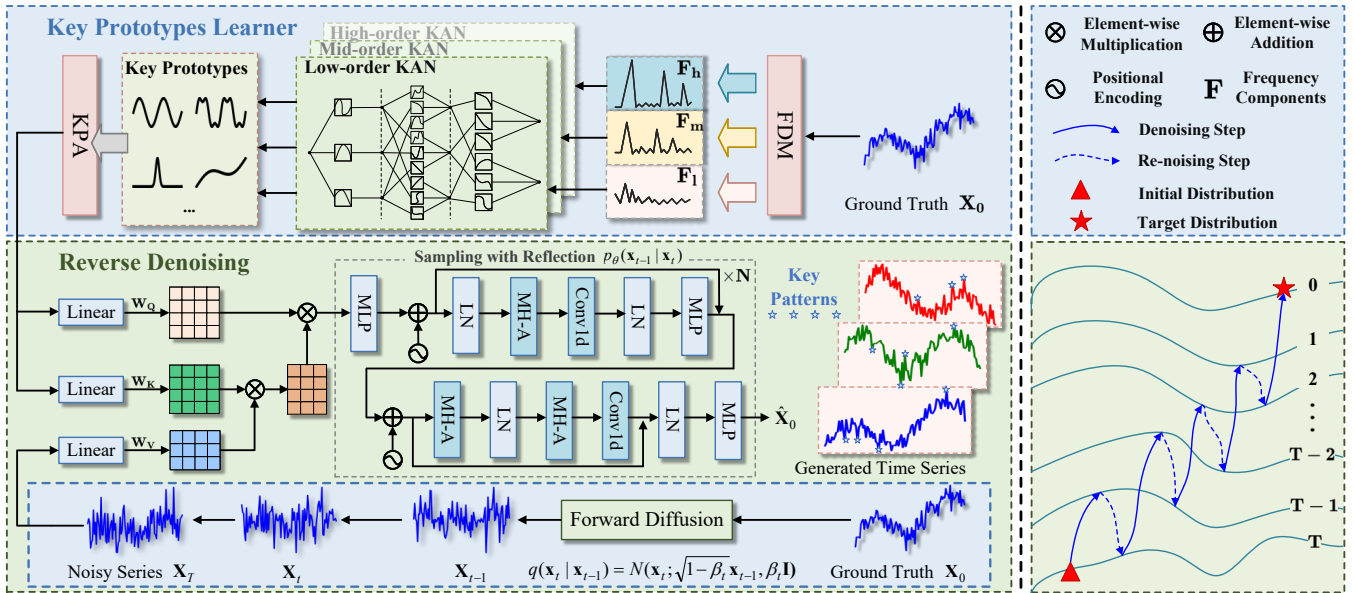 Key Prototypes Learner
High-order KAN
Mid-order KAN
Low-order KAN
Key Prototypes
...
KPA
F_h
F_m
F_l
FDM
Ground Truth X_0
Element-wise
Multiplication
Element-wise
Addition
Positional
Encoding
F
Frequency
Components
Denoising Step
Re-noising Step
Initial Distribution
Target Distribution
Reverse Denoising
Sampling with Reflection p_θ(x_{t-1} | x_t)
×N
Linear
W_Q
Linear
W_K
Linear
W_V
MLP
LN
MH-A
Conv1d
LN
MLP
MH-A
LN
MH-A
Conv1d
LN
MLP
X̂_0
Key
Patterns
Generated Time Series
Forward Diffusion
Noisy Series X_T
X_t
X_{t-1}
q(x_t | x_{t-1}) = N(x_t; √(1-β_t) x_{t-1}, β_t I)
Ground Truth X_0
0
1
2
⋮
T − 2
T − 1
T